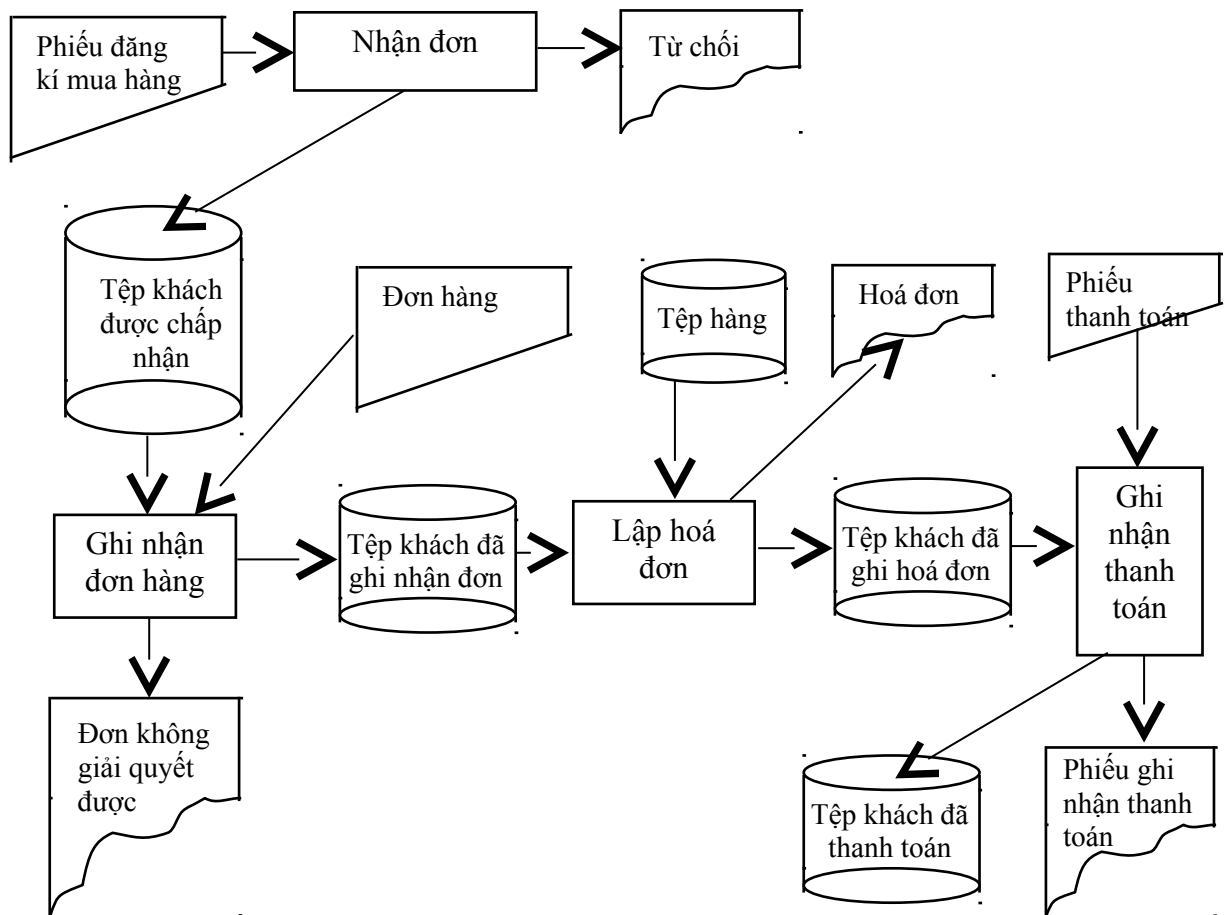 Phiếu đăng
kí mua hàng
Nhận đơn
Từ chối
Tệp khách
được chấp
nhận
Đơn hàng
Tệp hàng
Hoá đơn
Phiếu
thanh toán
Ghi nhận
đơn hàng
Tệp khách đã
ghi nhận đơn
Lập hoá
đơn
Tệp khách đã
ghi hoá đơn
Ghi
nhận
thanh
toán
Đơn không
giải quyết
được
Tệp khách đã
thanh toán
Phiếu ghi
nhận thanh
toán